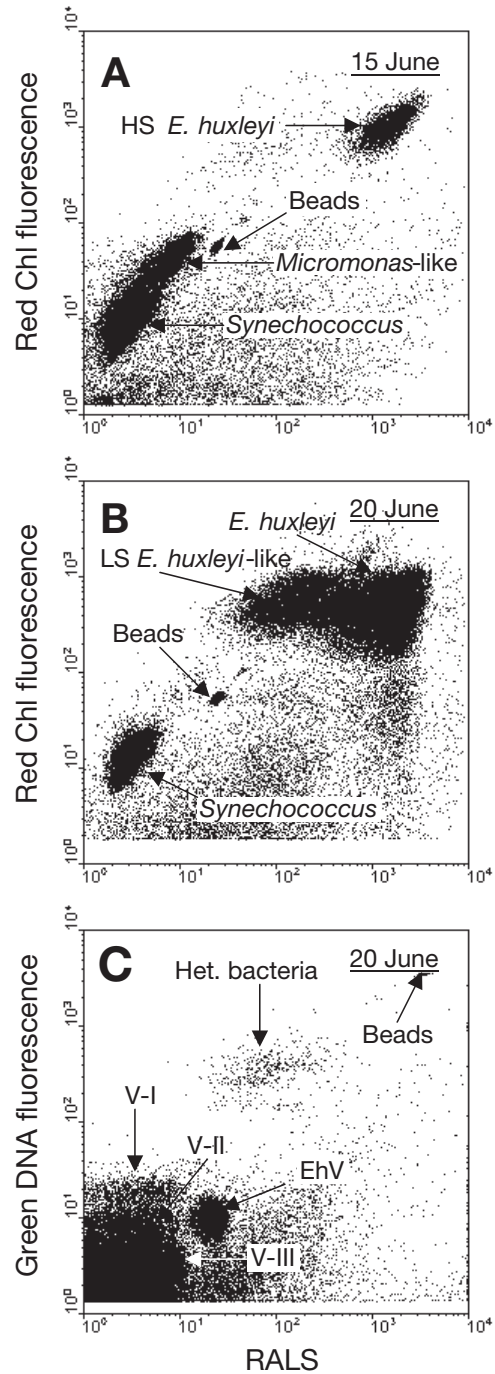 A
15 June
HS E. huxleyi
Beads
Micromonas-like
Synechococcus
Red Chl fluorescence
10⁴
10³
10²
10¹
10⁰
10⁰ 10¹ 10² 10³ 10⁴
B
20 June
E. huxleyi
LS E. huxleyi-like
Beads
Synechococcus
Red Chl fluorescence
10⁴
10³
10²
10¹
10⁰
10⁰ 10¹ 10² 10³ 10⁴
C
20 June
Het. bacteria
Beads
V-I
V-II
EhV
V-III
Green DNA fluorescence
10⁴
10³
10²
10¹
10⁰
10⁰ 10¹ 10² 10³ 10⁴
RALS